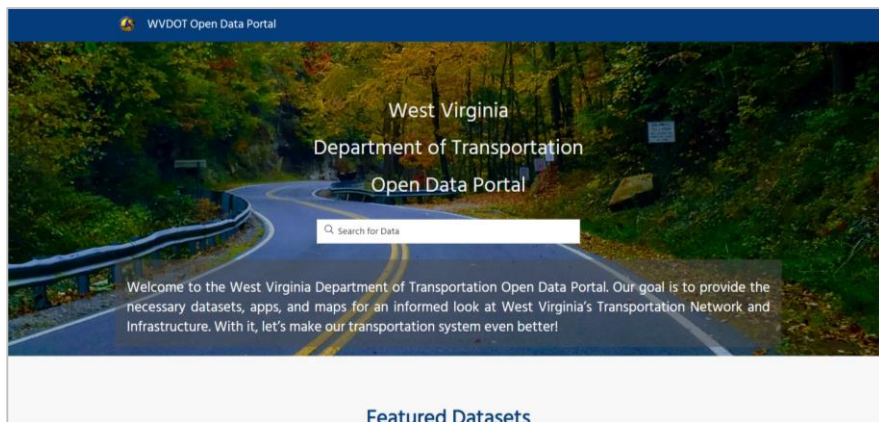 WVDOT Open Data Portal
West Virginia
Department of Transportation
Open Data Portal
Search for Data
Welcome to the West Virginia Department of Transportation Open Data Portal. Our goal is to provide the
necessary datasets, apps, and maps for an informed look at West Virginia's Transportation Network and
Infrastructure. With it, let's make our transportation system even better!
Featured Datasets